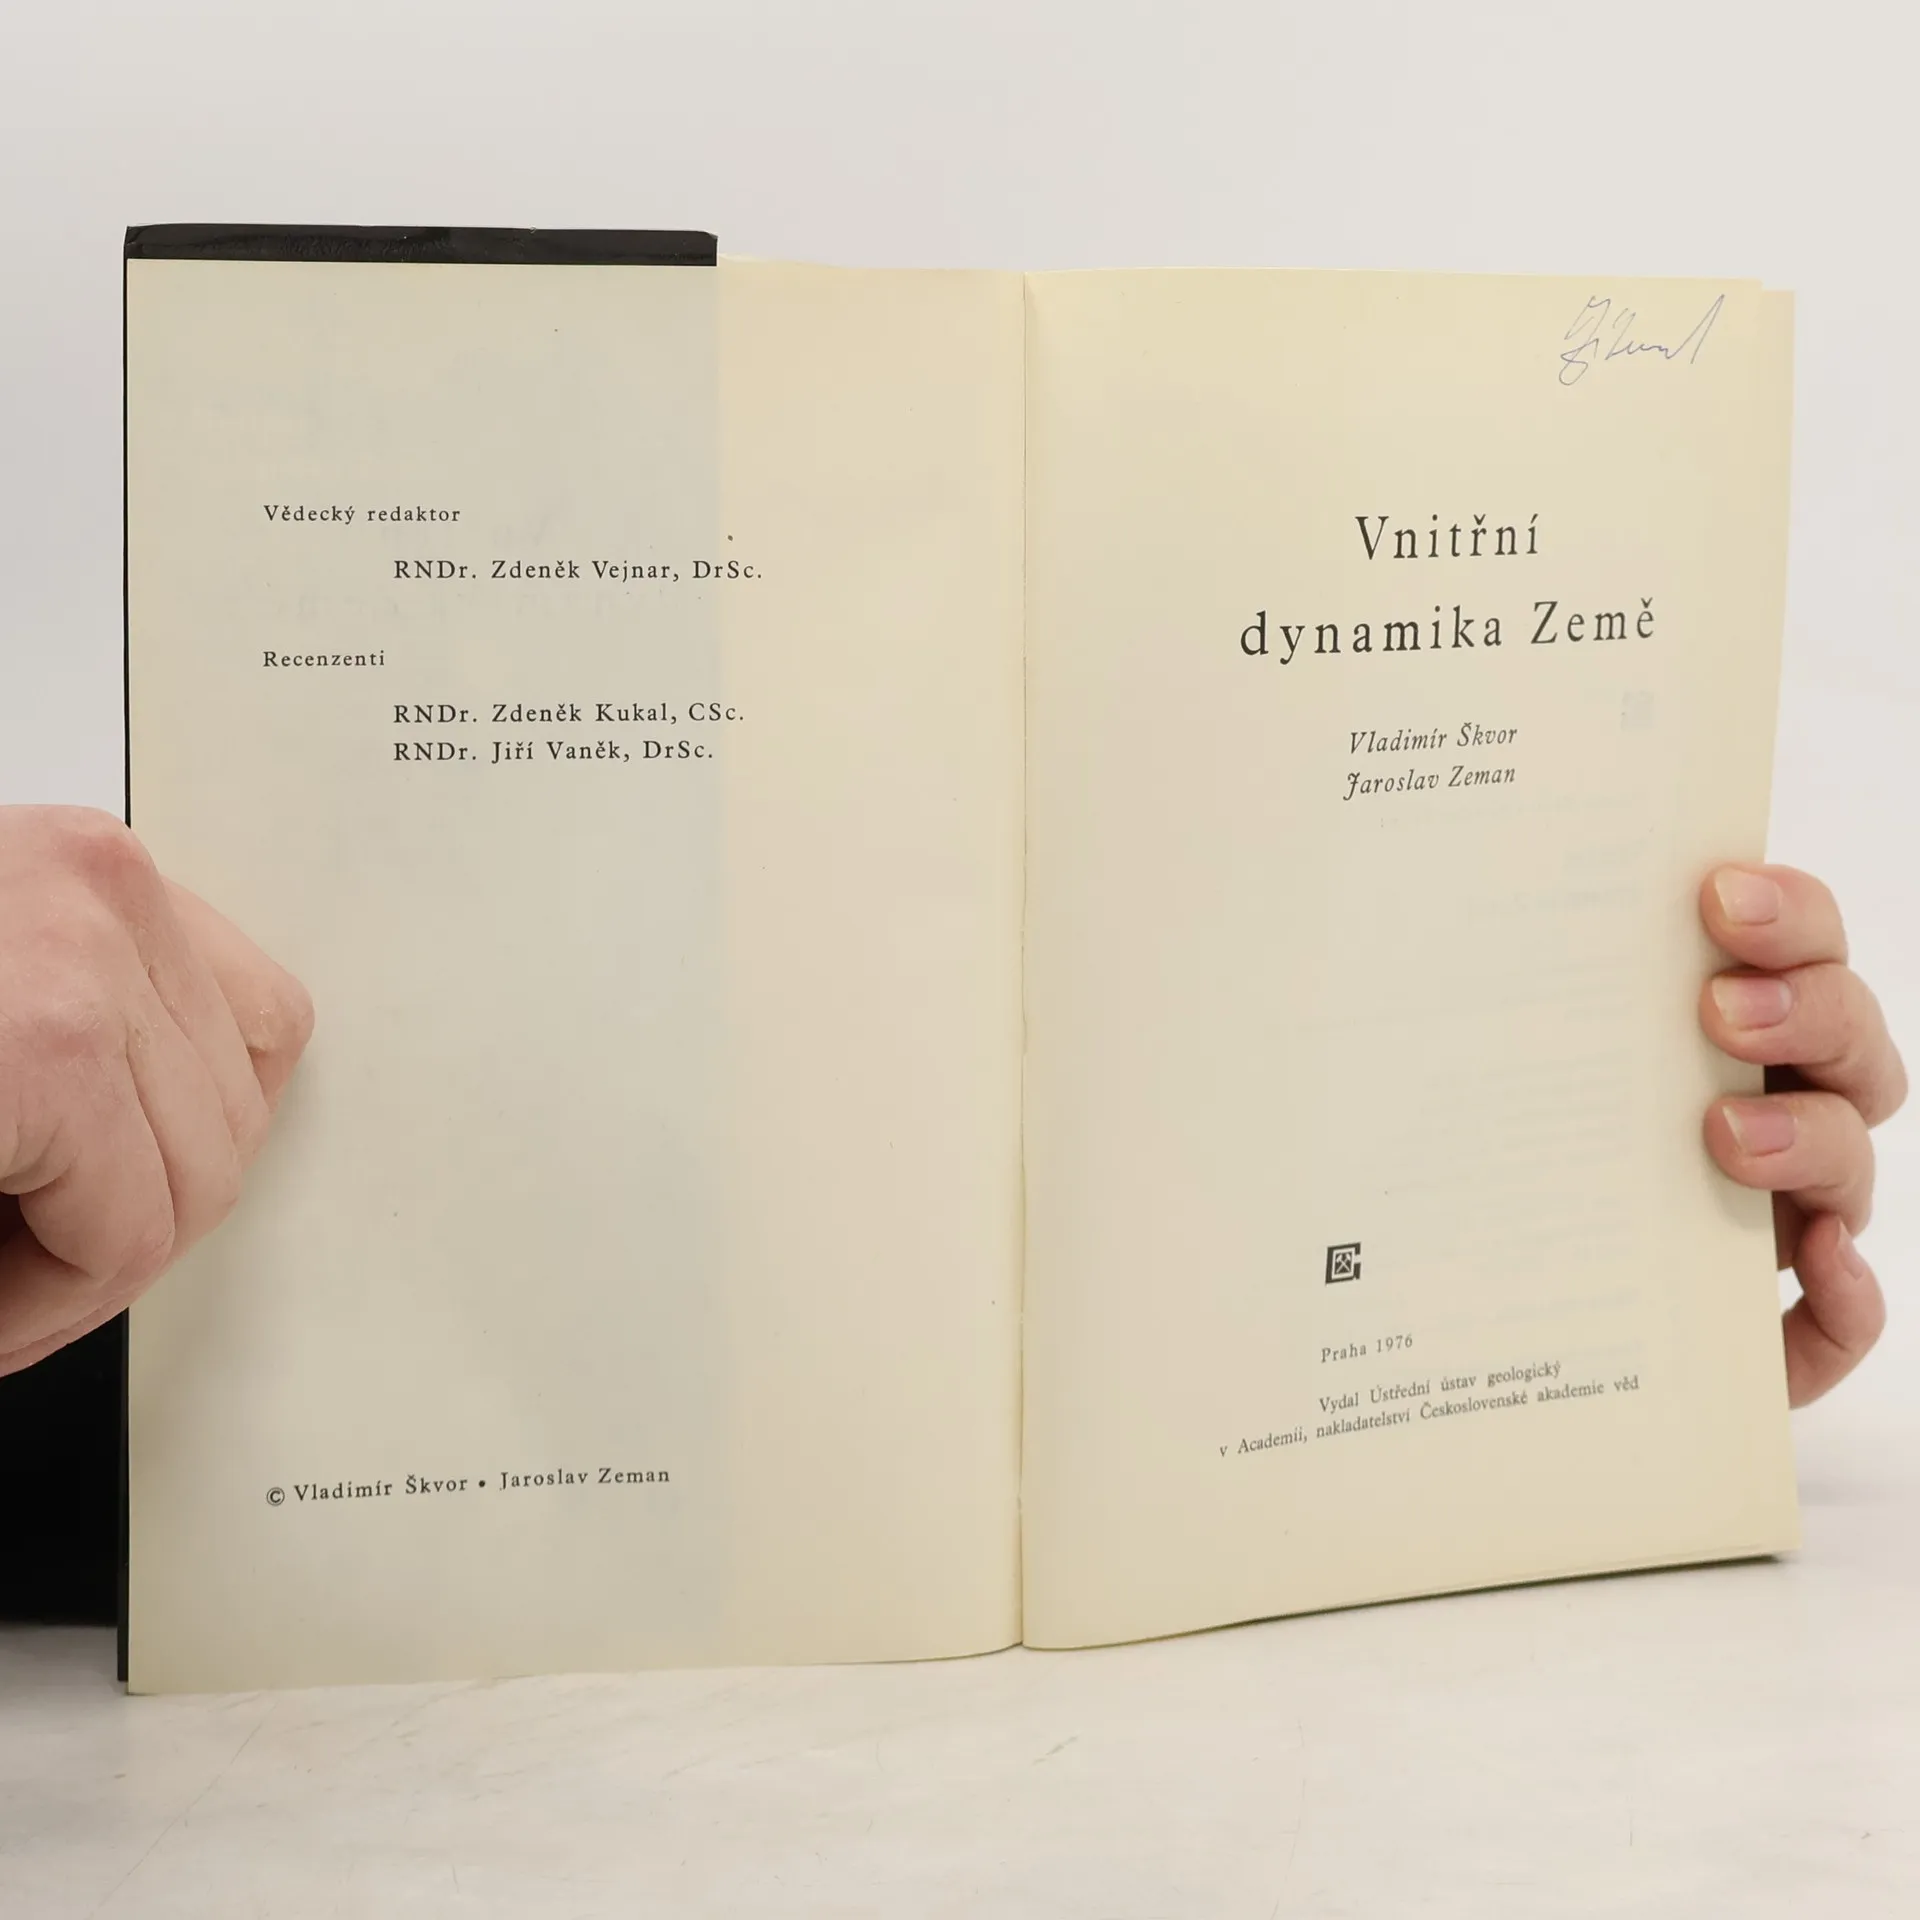 Vědecký redaktor
RNDr. Zdeněk Vejnar, DrSc.
Recenzenti
RNDr. Zdeněk Kukal, CSc.
RNDr. Jiří Vaněk, DrSc.
© Vladimír Škvor • Jaroslav Zeman
Vnitřní
dynamika Země
Vladimír Škvor
Jaroslav Zeman
Praha 1976
Vydal Ústřední ústav geologický
v Academii, nakladatelství Československé akademie věd